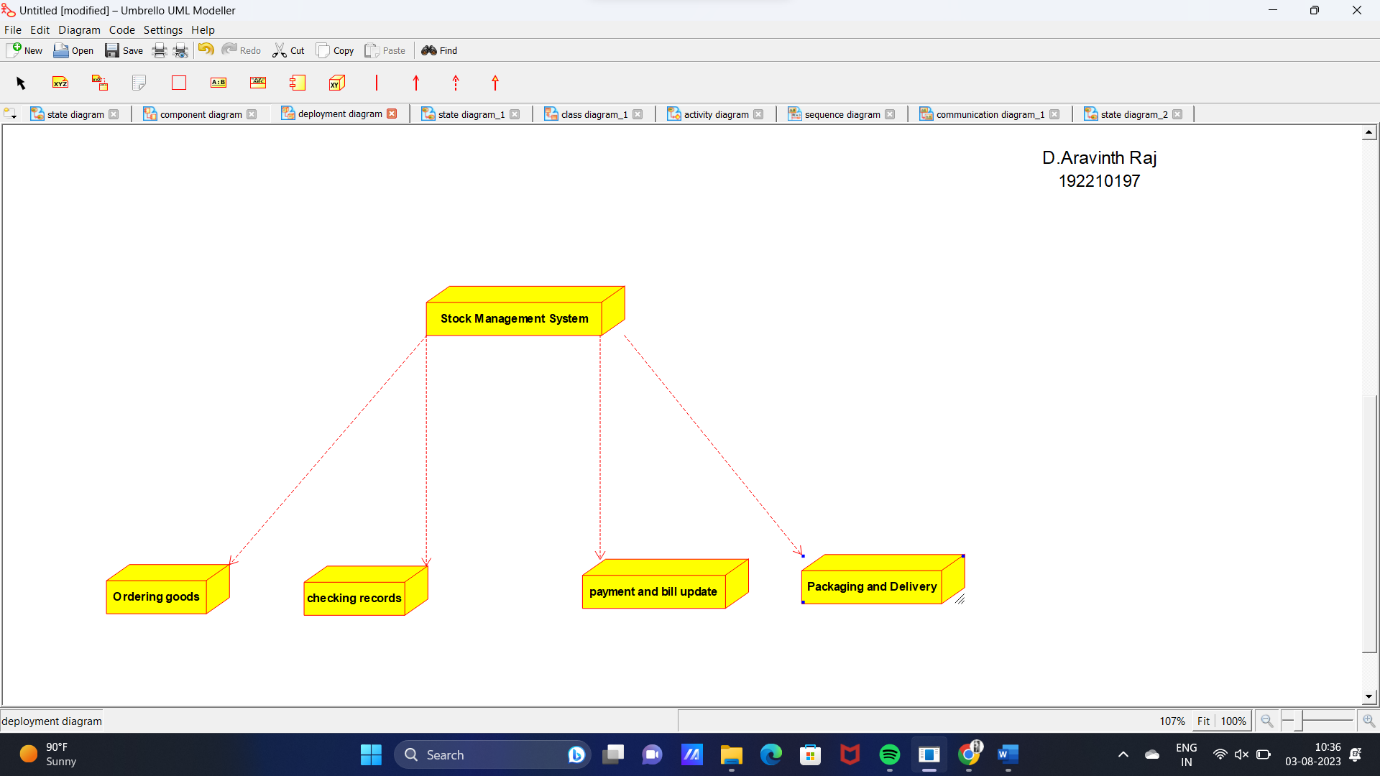 Untitled [modified] – Umbrello UML Modeller
File Edit Diagram Code Settings Help
New Open Save Redo Cut Copy Paste Find
XYZ A:B ABC XY
state diagram component diagram deployment diagram state diagram_1 class diagram_1 activity diagram sequence diagram communication diagram_1 state diagram_2
D.Aravinth Raj
192210197
Stock Management System
Ordering goods
checking records
payment and bill update
Packaging and Delivery
deployment diagram
107% Fit 100%
90°F
Sunny
Search
ENG
IN
10:36
03-08-2023